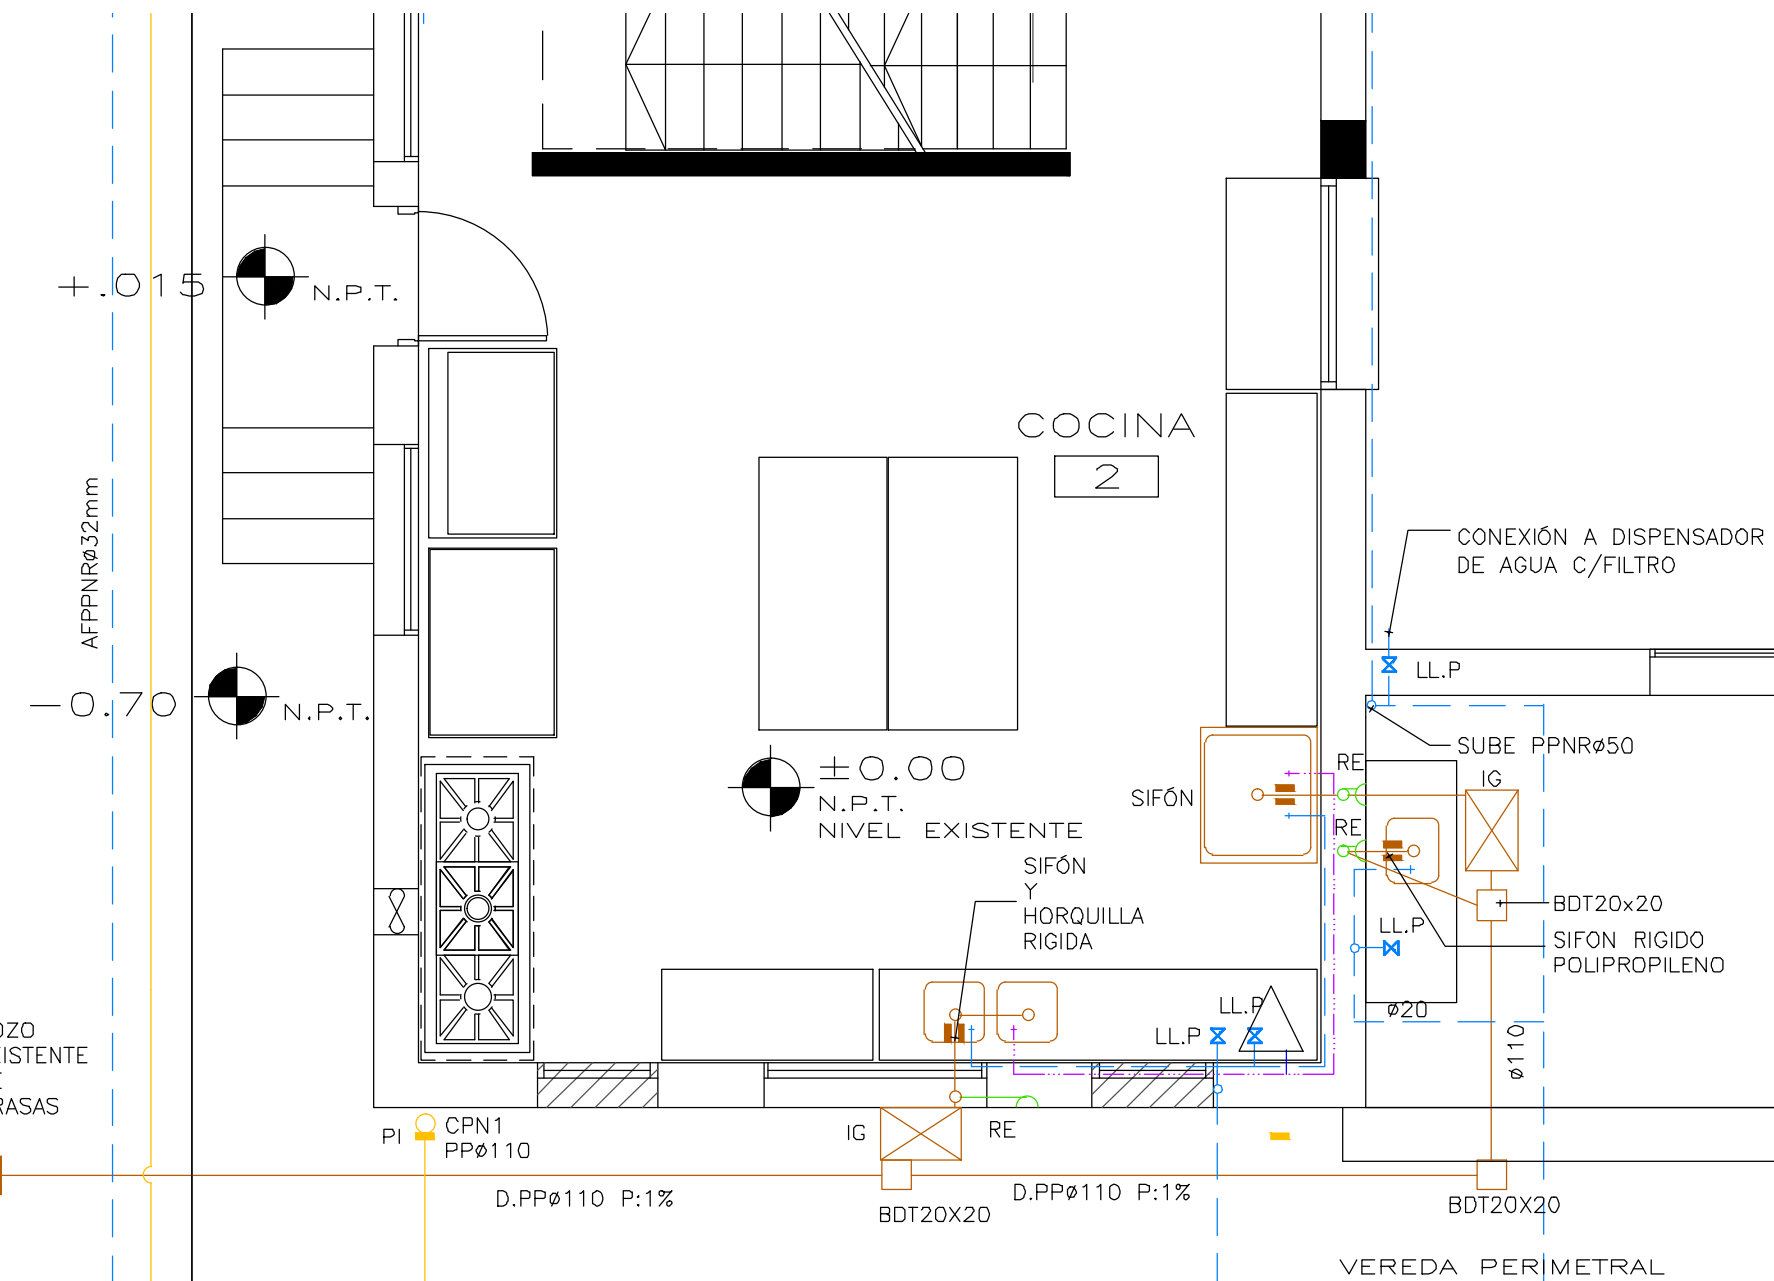 +.015
N.P.T.
COCINA
2
AFPPNRø32mm
CONEXIÓN A DISPENSADOR
DE AGUA C/FILTRO
LL.P
-0.70
N.P.T.
SUBE PPNRø50
±0.00
N.P.T.
NIVEL EXISTENTE
SIFÓN
RE
IG
RE
SIFÓN
Y
HORQUILLA
RIGIDA
BDT20x20
LL.P
SIFON RIGIDO
POLIPROPILENO
ø20
ø110
LL.P
LL.P
OZO
EXISTENTE
RASAS
PI
CPN1
PPø110
IG
RE
D.PPø110 P:1%
D.PPø110 P:1%
BDT20X20
BDT20X20
VEREDA PERIMETRAL